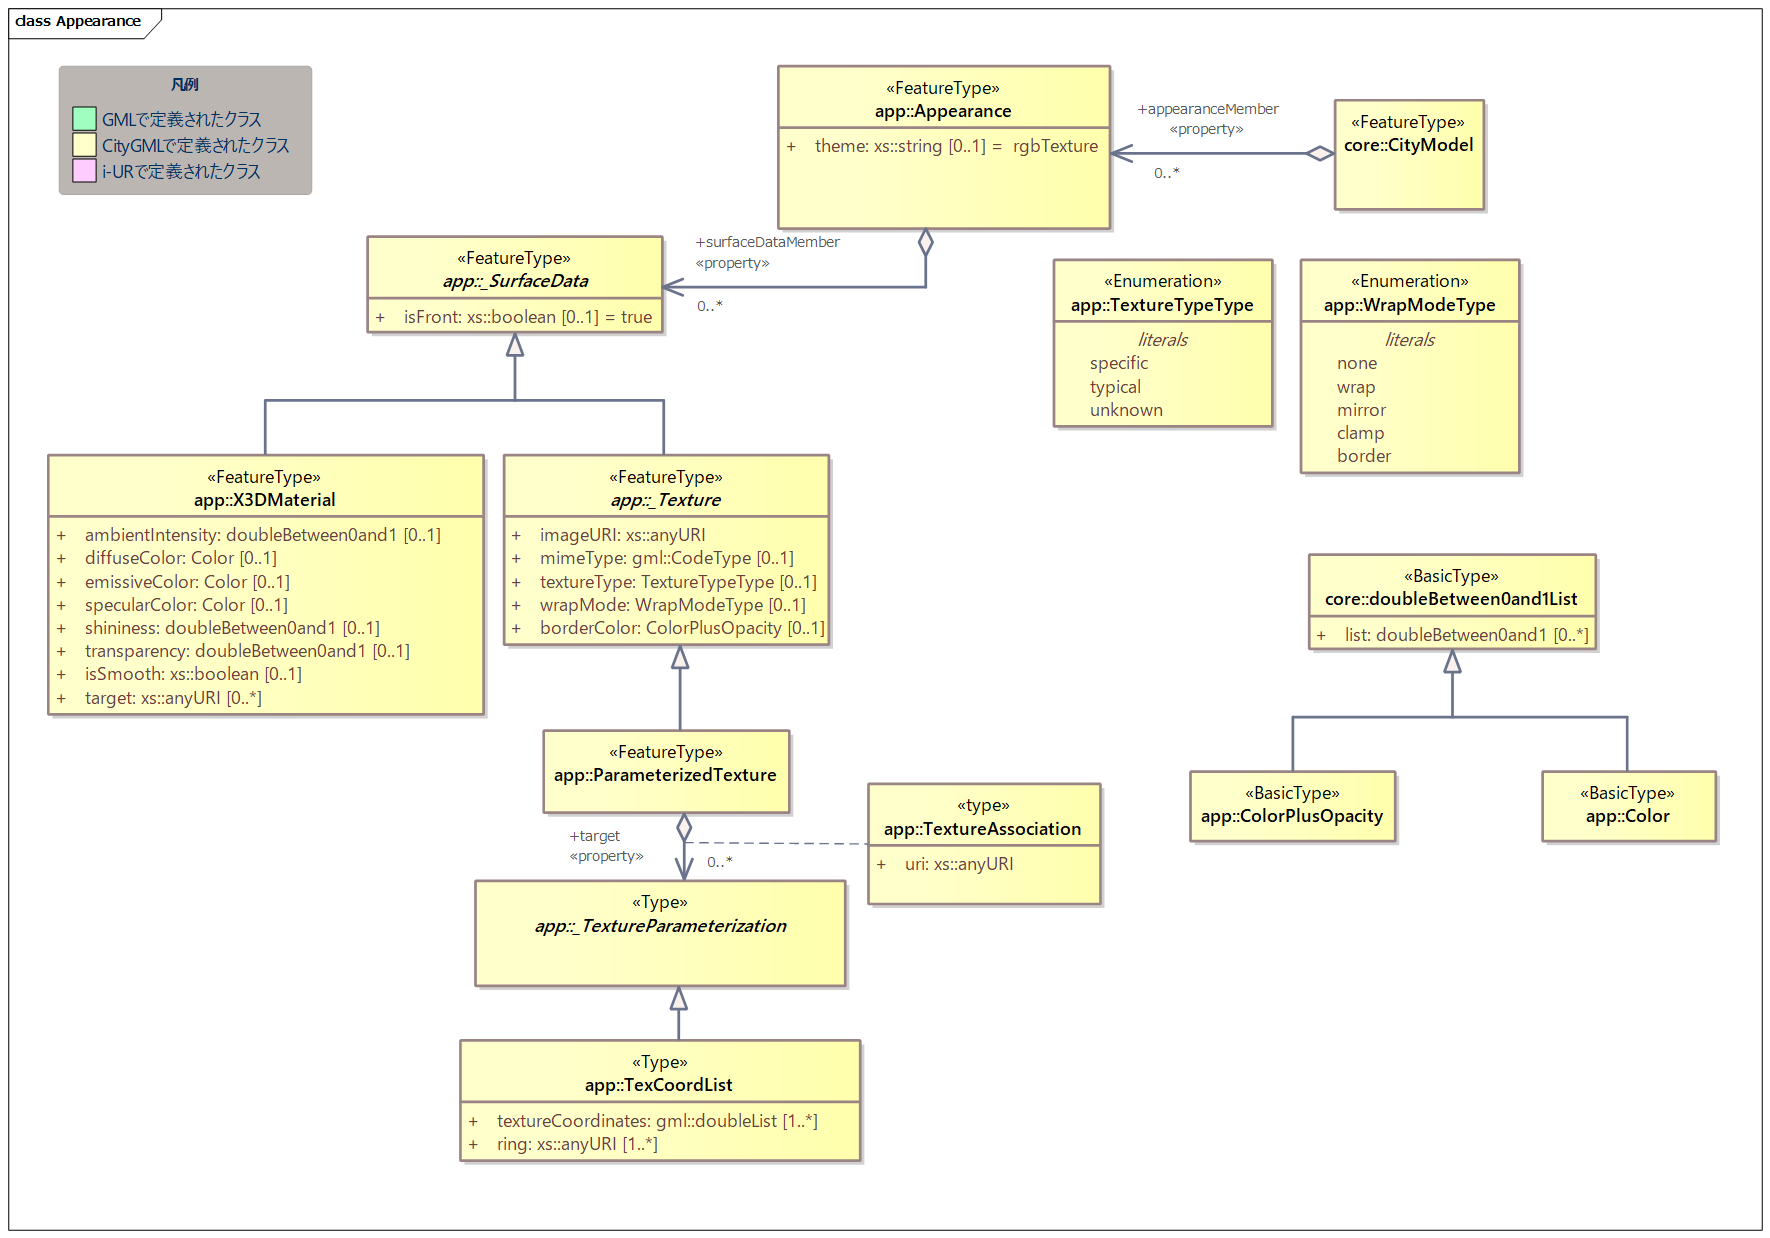 class Appearance
凡例
GMLで定義されたクラス
CityGMLで定義されたクラス
i-URで定義されたクラス
«FeatureType»
app::Appearance
+ theme: xs::string [0..1] = rgbTexture
+appearanceMember
«property»
0..*
«FeatureType»
core::CityModel
+surfaceDataMember
«property»
0..*
«FeatureType»
app::_SurfaceData
+ isFront: xs::boolean [0..1] = true
«Enumeration»
app::TextureTypeType
literals
specific
typical
unknown
«Enumeration»
app::WrapModeType
literals
none
wrap
mirror
clamp
border
«FeatureType»
app::X3DMaterial
+ ambientIntensity: doubleBetween0and1 [0..1]
+ diffuseColor: Color [0..1]
+ emissiveColor: Color [0..1]
+ specularColor: Color [0..1]
+ shininess: doubleBetween0and1 [0..1]
+ transparency: doubleBetween0and1 [0..1]
+ isSmooth: xs::boolean [0..1]
+ target: xs::anyURI [0..*]
«FeatureType»
app::_Texture
+ imageURI: xs::anyURI
+ mimeType: gml::CodeType [0..1]
+ textureType: TextureTypeType [0..1]
+ wrapMode: WrapModeType [0..1]
+ borderColor: ColorPlusOpacity [0..1]
«BasicType»
core::doubleBetween0and1List
+ list: doubleBetween0and1 [0..*]
«FeatureType»
app::ParameterizedTexture
«BasicType»
app::ColorPlusOpacity
«BasicType»
app::Color
+target
«property»
0..*
«type»
app::TextureAssociation
+ uri: xs::anyURI
«Type»
app::_TextureParameterization
«Type»
app::TexCoordList
+ textureCoordinates: gml::doubleList [1..*]
+ ring: xs::anyURI [1..*]